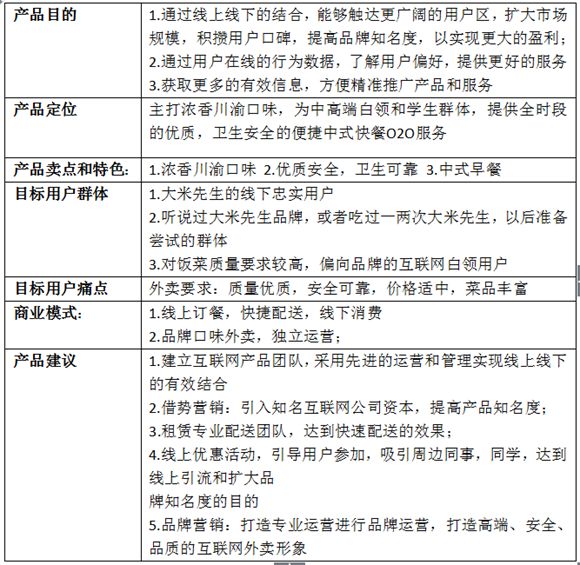 产品目的
1.通过线上线下的结合，能够触达更广阔的用户区，扩大市场
规模，积攒用户口碑，提高品牌知名度，以实现更大的盈利；
2.通过用户在线的行为数据，了解用户偏好，提供更好的服务
3.获取更多的有效信息，方便精准推广产品和服务
产品定位
主打浓香川渝口味，为中高端白领和学生群体，提供全时段
的优质，卫生安全的便捷中式快餐O2O服务
产品卖点和特色:
1.浓香川渝口味 2.优质安全，卫生可靠 3.中式早餐
目标用户群体
1.大米先生的线下忠实用户
2.听说过大米先生品牌，或者吃过一两次大米先生，以后准备
尝试的群体
3.对饭菜质量要求较高，偏向品牌的互联网白领用户
目标用户痛点
外卖要求：质量优质，安全可靠，价格适中，菜品丰富
商业模式:
1.线上订餐，快捷配送，线下消费
2.品牌口味外卖，独立运营；
产品建议
1.建立互联网产品团队，采用先进的运营和管理实现线上线下
的有效结合
2.借势营销：引入知名互联网公司资本，提高产品知名度；
3.租赁专业配送团队，达到快速配送的效果；
4.线上优惠活动，引导用户参加，吸引周边同事，同学，达到
线上引流和扩大品
牌知名度的目的
5.品牌营销：打造专业运营进行品牌运营，打造高端、安全、
品质的互联网外卖形象